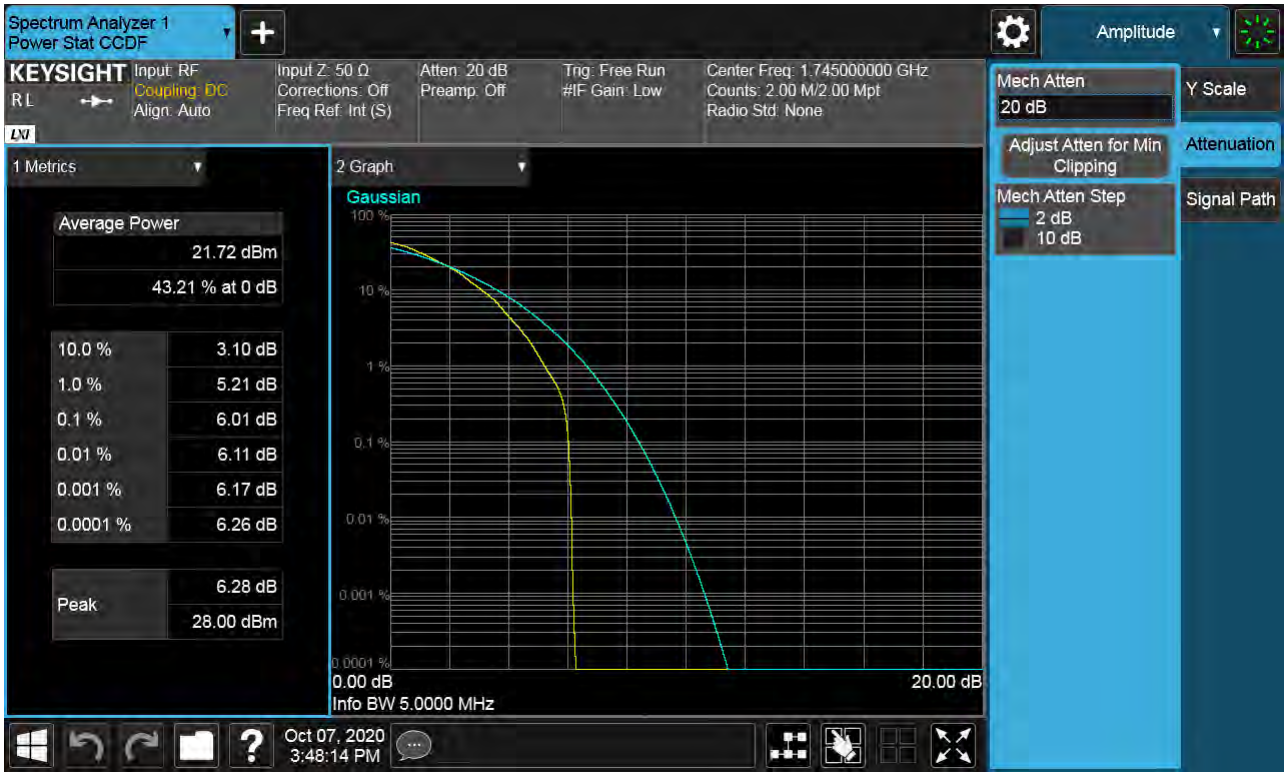 Spectrum Analyzer 1
Power Stat CCDF
+
Amplitude
KEYSIGHT
RL
LXI
Input: RF
Coupling: DC
Align: Auto
Input Z: 50 Ω
Corrections: Off
Freq Ref: Int (S)
Atten: 20 dB
Preamp: Off
Trig: Free Run
#IF Gain: Low
Center Freq: 1.745000000 GHz
Counts: 2.00 M/2.00 Mpt
Radio Std: None
Mech Atten
20 dB
Adjust Atten for Min
Clipping
Mech Atten Step
2 dB
10 dB
Y Scale
Attenuation
Signal Path
1 Metrics
Average Power
21.72 dBm
43.21 % at 0 dB
10.0 % 3.10 dB
1.0 % 5.21 dB
0.1 % 6.01 dB
0.01 % 6.11 dB
0.001 % 6.17 dB
0.0001 % 6.26 dB
Peak
6.28 dB
28.00 dBm
2 Graph
Gaussian
100 %
10 %
1 %
0.1 %
0.01 %
0.001 %
0.0001 %
0.00 dB 20.00 dB
Info BW 5.0000 MHz
?
Oct 07, 2020
3:48:14 PM